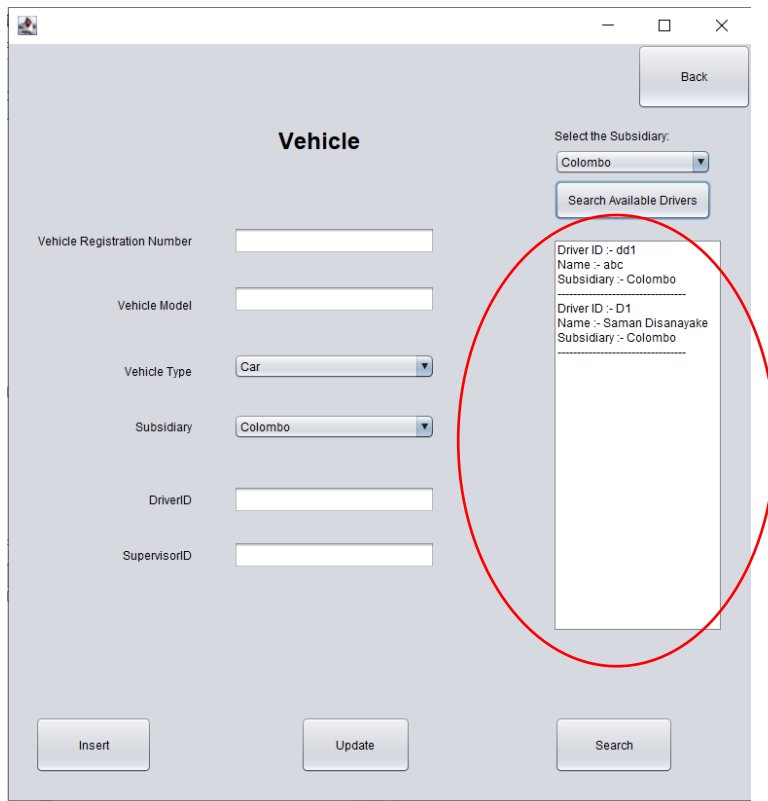 Back
Vehicle
Select the Subsidiary:
Colombo
Search Available Drivers
Vehicle Registration Number
Vehicle Model
Vehicle Type
Car
Subsidiary
Colombo
DriverID
SupervisorID
Driver ID :- dd1
Name :- abc
Subsidiary :- Colombo
--------------------------------
Driver ID :- D1
Name :- Saman Disanayake
Subsidiary :- Colombo
--------------------------------
Insert
Update
Search